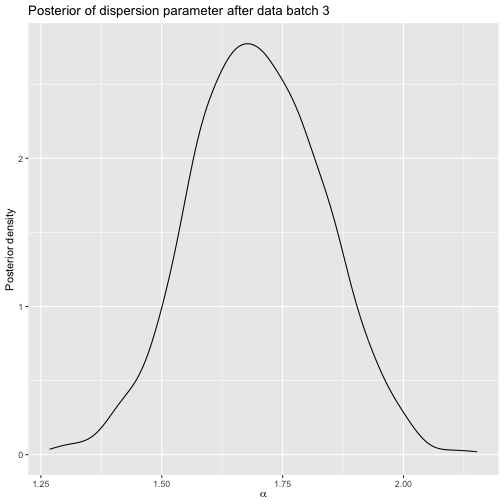 Posterior of dispersion parameter after data batch 3
Posterior density
2
1
0
1.25
1.50
1.75
2.00
α